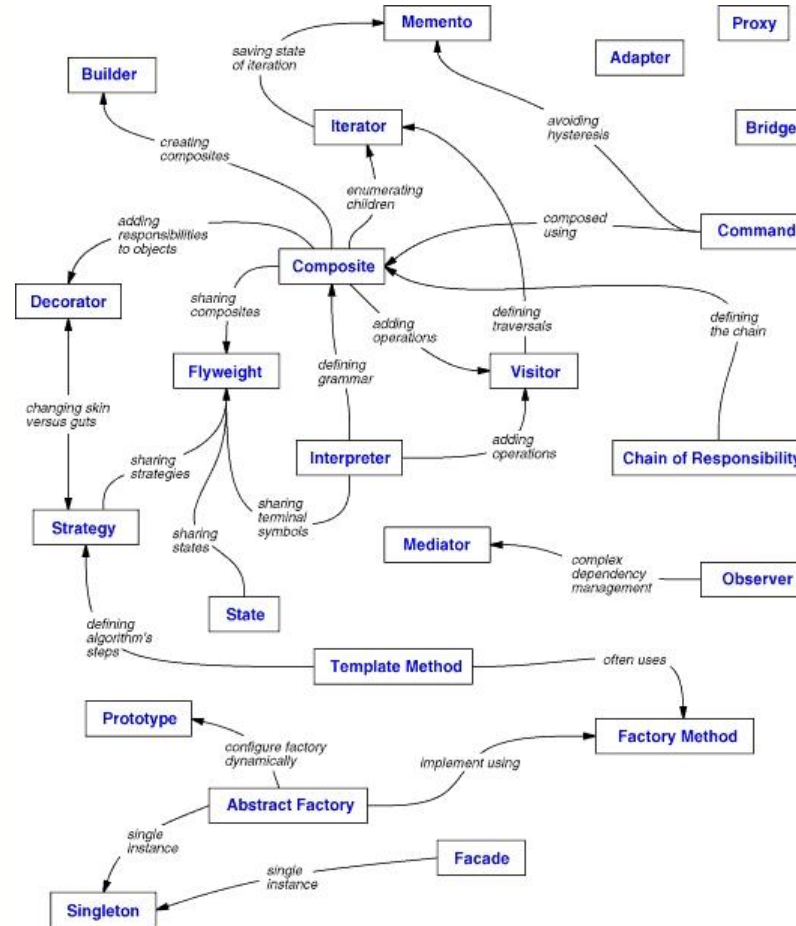 Memento
Proxy
saving state
of iteration
Adapter
Builder
Iterator
avoiding
hysteresis
Bridge
creating
composites
enumerating
children
adding
responsibilities
to objects
composed
using
Command
Composite
Decorator
sharing
composites
adding
operations
defining
traversals
defining
the chain
Flyweight
defining
grammar
Visitor
changing skin
versus guts
sharing
strategies
Interpreter
adding
operations
Chain of Responsibility
Strategy
sharing
terminal
symbols
sharing
states
Mediator
complex
dependency
management
Observer
State
defining
algorithm's
steps
Template Method
often uses
Prototype
configure factory
dynamically
implement using
Factory Method
Abstract Factory
single
instance
Facade
single
instance
Singleton